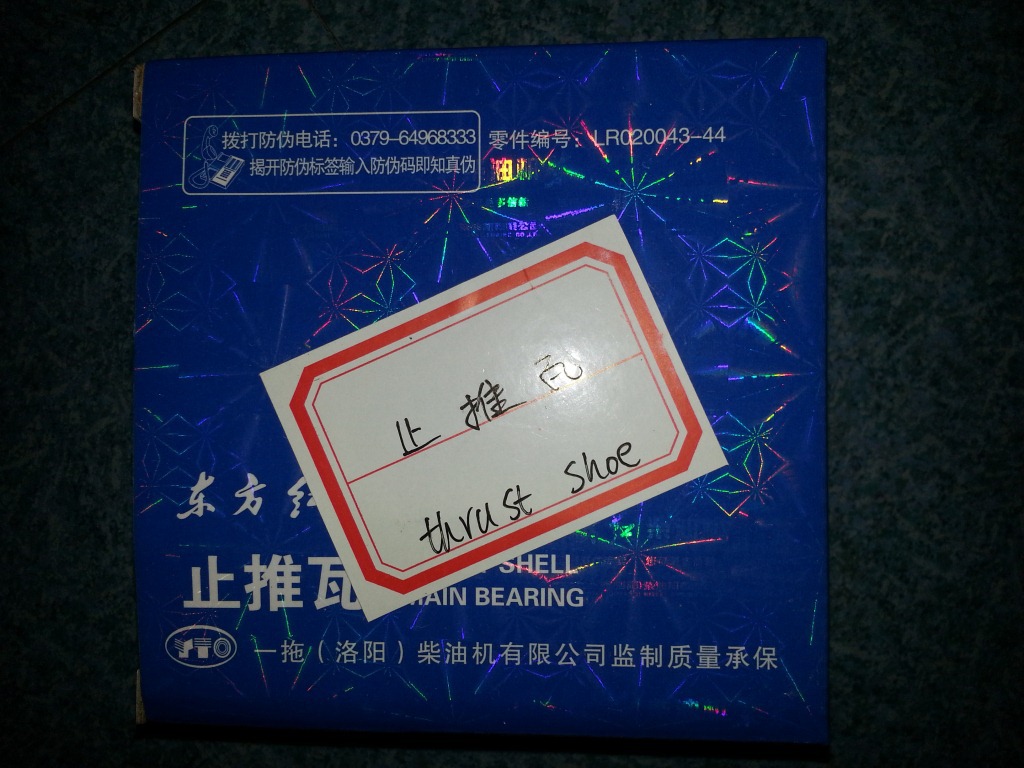 拨打防伪电话：0379-64968333
揭开防伪标签输入防伪码即知真伪
零件编号：LR020043-44
止推瓦
thrust shoe
东方红
止推瓦
SHELL
MAIN BEARING
YTO 一拖（洛阳）柴油机有限公司监制质量承保